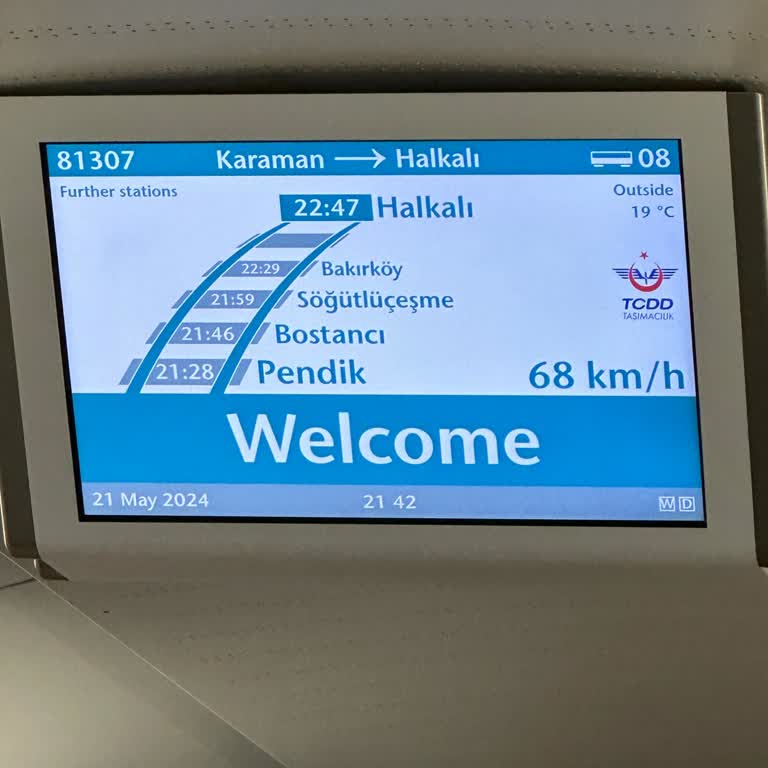 81307 Karaman → Halkalı 08
Further stations
Outside
19 °C
22:47 Halkalı
22:29 Bakırköy
21:59 Söğütlüçeşme
21:46 Bostancı
21:28 Pendik
TCDD
TAŞIMACILIK
68 km/h
Welcome
21 May 2024 21 42 W D